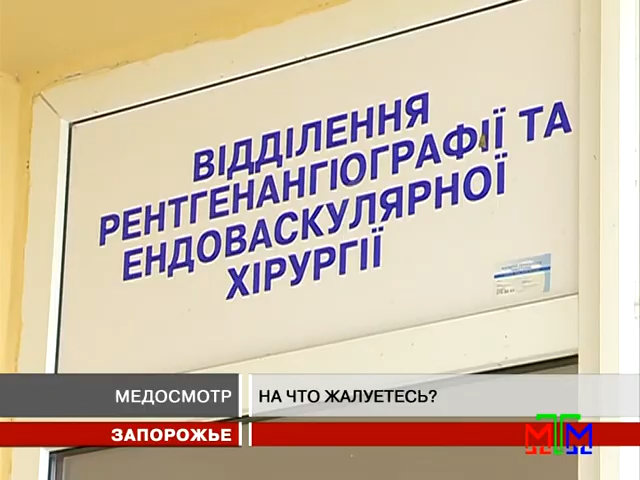 ВІДДІЛЕННЯ
РЕНТГЕНАНГІОГРАФІЇ ТА
ЕНДОВАСКУЛЯРНОЇ
ХІРУРГІЇ
МЕДОСМОТР
НА ЧТО ЖАЛУЕТЕСЬ?
ЗАПОРОЖЬЕ
МТМ